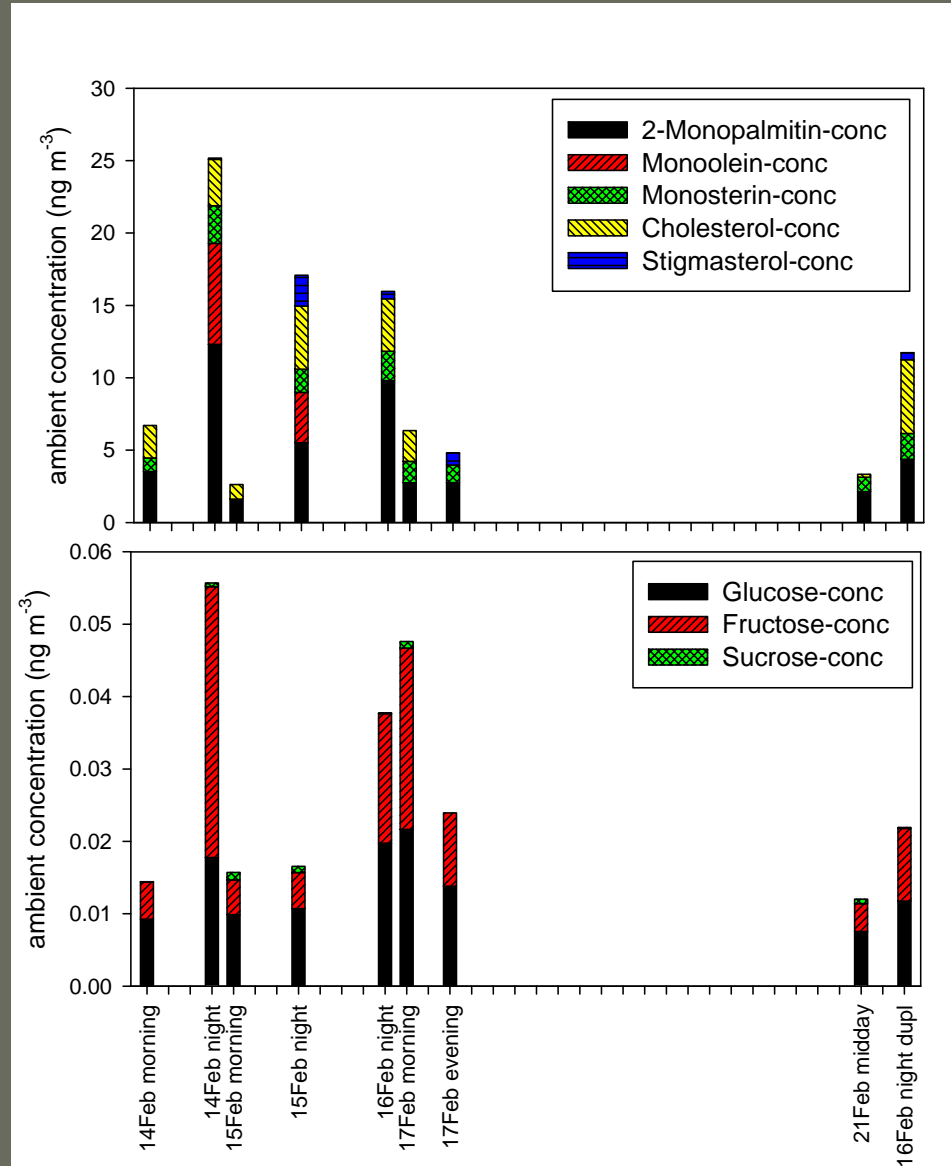 ambient concentration (ng m⁻³)
30
25
20
15
10
5
0
2-Monopalmitin-conc
Monoolein-conc
Monosterin-conc
Cholesterol-conc
Stigmasterol-conc
ambient concentration (ng m⁻³)
0.06
0.05
0.04
0.03
0.02
0.01
0.00
Glucose-conc
Fructose-conc
Sucrose-conc
14Feb morning
14Feb night
15Feb morning
15Feb night
16Feb night
17Feb morning
17Feb evening
21Feb midday
16Feb night dupl